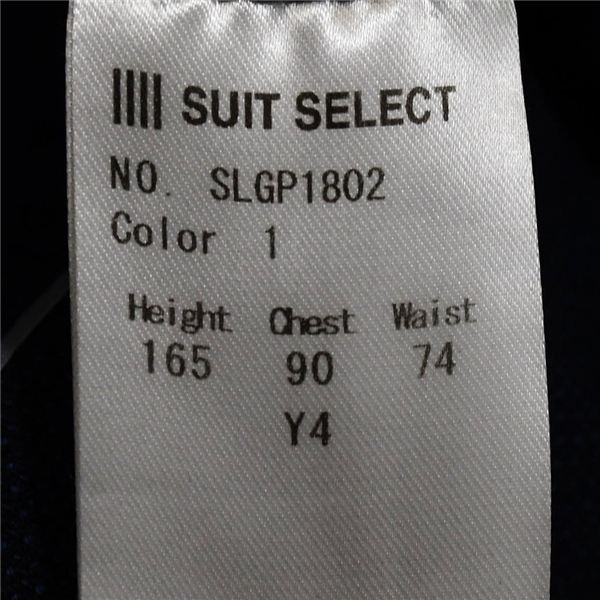 SUIT SELECT
NO. SLGP1802
Color 1
Height Chest Waist
165 90 74
Y4